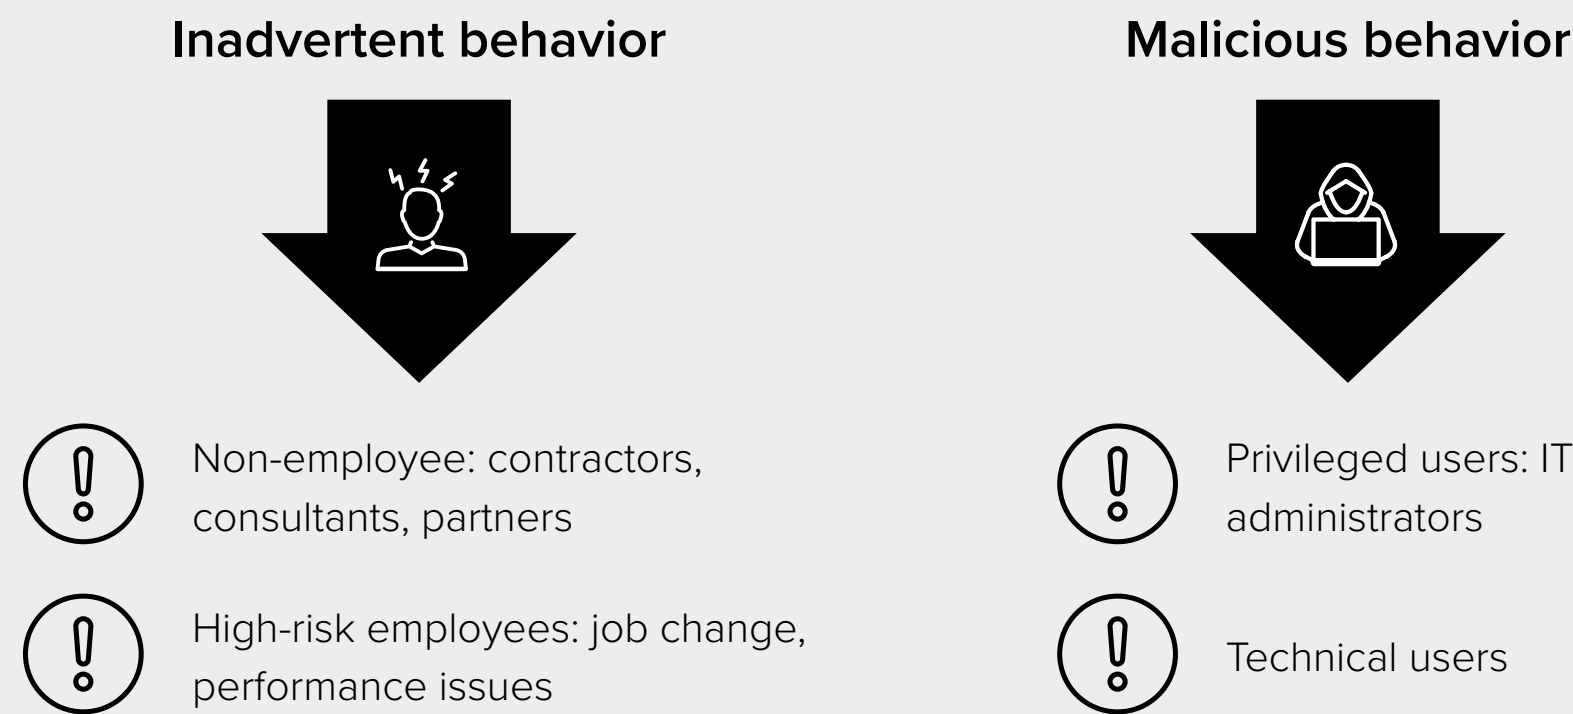 Inadvertent behavior
Non-employee: contractors,
consultants, partners
High-risk employees: job change,
performance issues
Malicious behavior
Privileged users: IT
administrators
Technical users